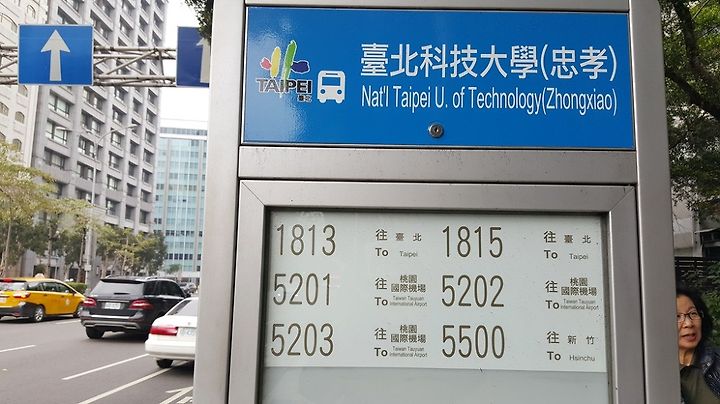 臺北科技大學(忠孝)
Nat'l Taipei U. of Technology(Zhongxiao)
TAIPEI
臺北
1813 往 臺北 To Taipei
1815 往 臺北 To Taipei
5201 往 桃園 國際機場 To Taiwan Taoyuan International Airport
5202 往 桃園 國際機場 To Taiwan Taoyuan International Airport
5203 往 桃園 國際機場 To Taiwan Taoyuan International Airport
5500 往 新竹 To Hsinchu